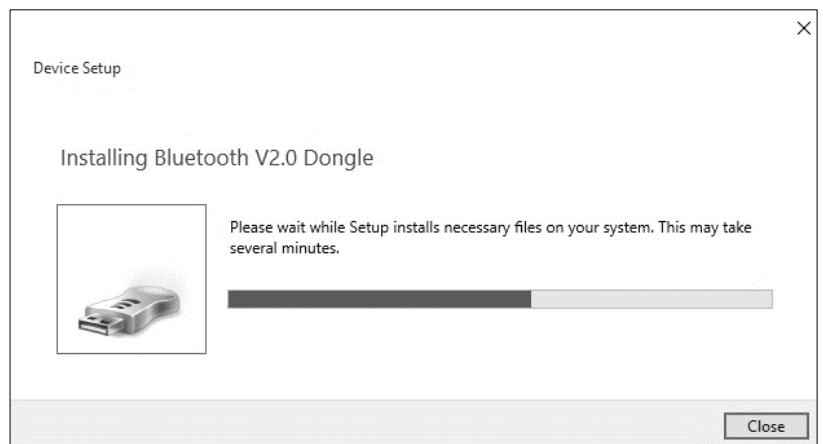 Device Setup
Installing Bluetooth V2.0 Dongle
Please wait while Setup installs necessary files on your system. This may take
several minutes.
Close